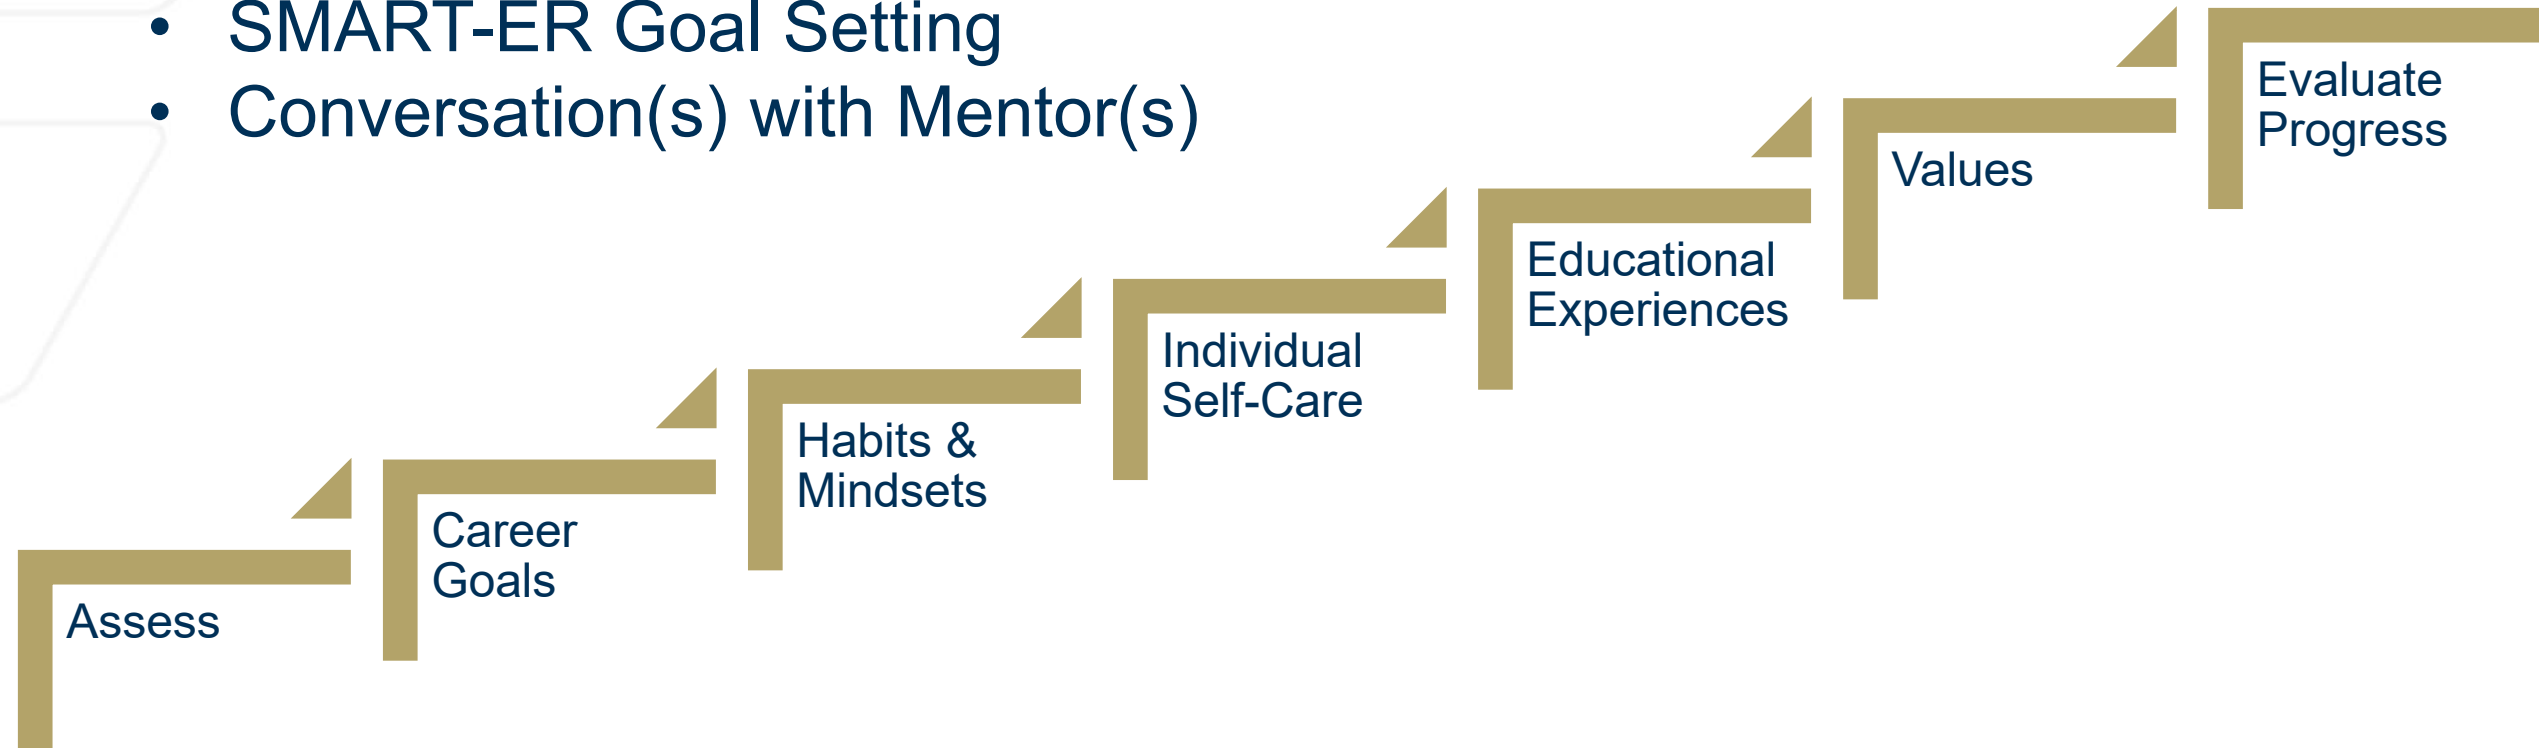 • SMART-ER Goal Setting
• Conversation(s) with Mentor(s)
Assess
Career
Goals
Habits &
Mindsets
Individual
Self-Care
Educational
Experiences
Values
Evaluate
Progress